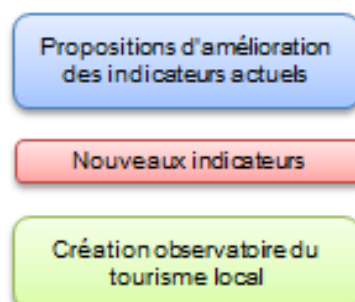 Propositions d'amélioration
des indicateurs actuels
Nouveaux indicateurs
Création observatoire du
tourisme local